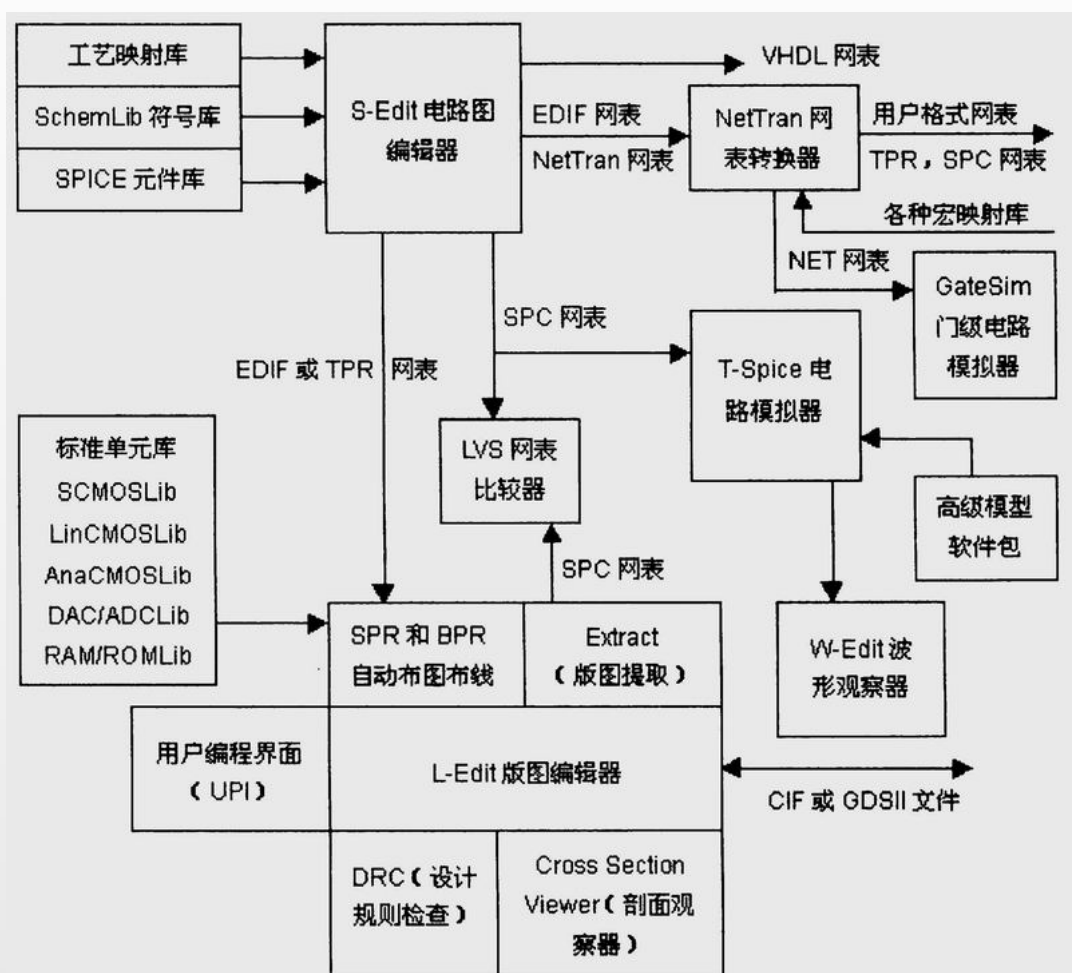 工艺映射库
SchemLib 符号库
SPICE 元件库
S-Edit 电路图
编辑器
VHDL 网表
EDIF 网表
NetTran 网表
NetTran 网
表转换器
用户格式网表
TPR，SPC 网表
各种宏映射库
NET 网表
GateSim
门级电路
模拟器
SPC 网表
EDIF 或 TPR 网表
T-Spice 电
路模拟器
LVS 网表
比较器
高级模型
软件包
标准单元库
SCMOSLib
LinCMOSLib
AnaCMOSLib
DAC/ADCLib
RAM/ROMLib
SPC 网表
SPR 和 BPR
自动布图布线
Extract
（版图提取）
W-Edit 波
形观察器
用户编程界面
（UPI）
L-Edit 版图编辑器
CIF 或 GDSII 文件
DRC（设计
规则检查）
Cross Section
Viewer（剖面观
察器）